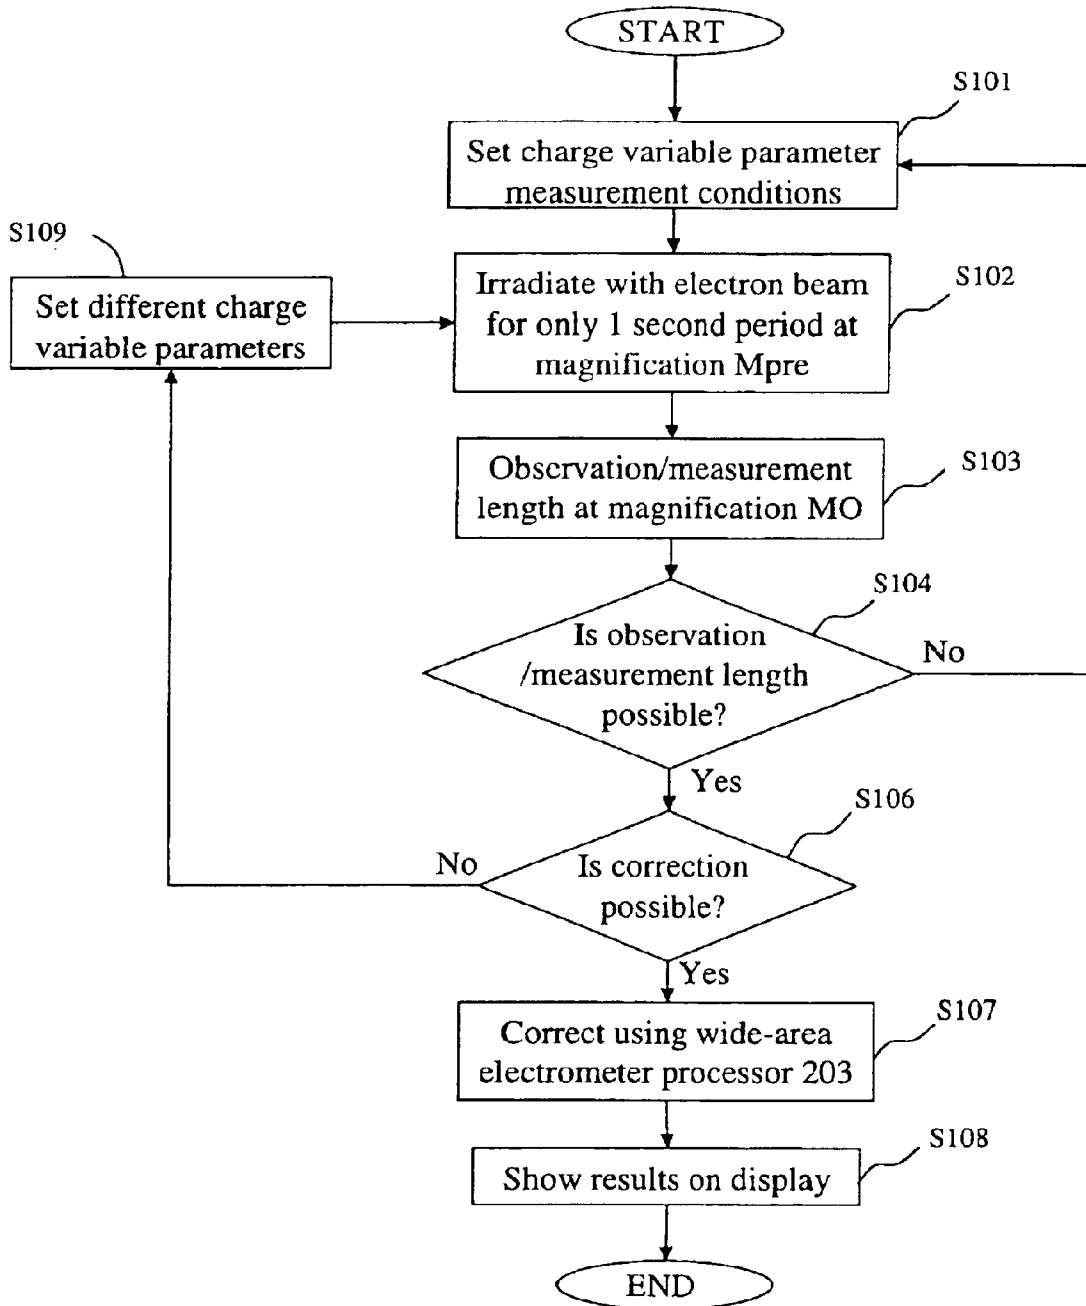 START
S101
Set charge variable parameter
measurement conditions
S109
Set different charge
variable parameters
S102
Irradiate with electron beam
for only 1 second period at
magnification Mpre
S103
Observation/measurement
length at magnification MO
S104
Is observation
/measurement length
possible?
No
Yes
S106
Is correction
possible?
No
Yes
S107
Correct using wide-area
electrometer processor 203
S108
Show results on display
END